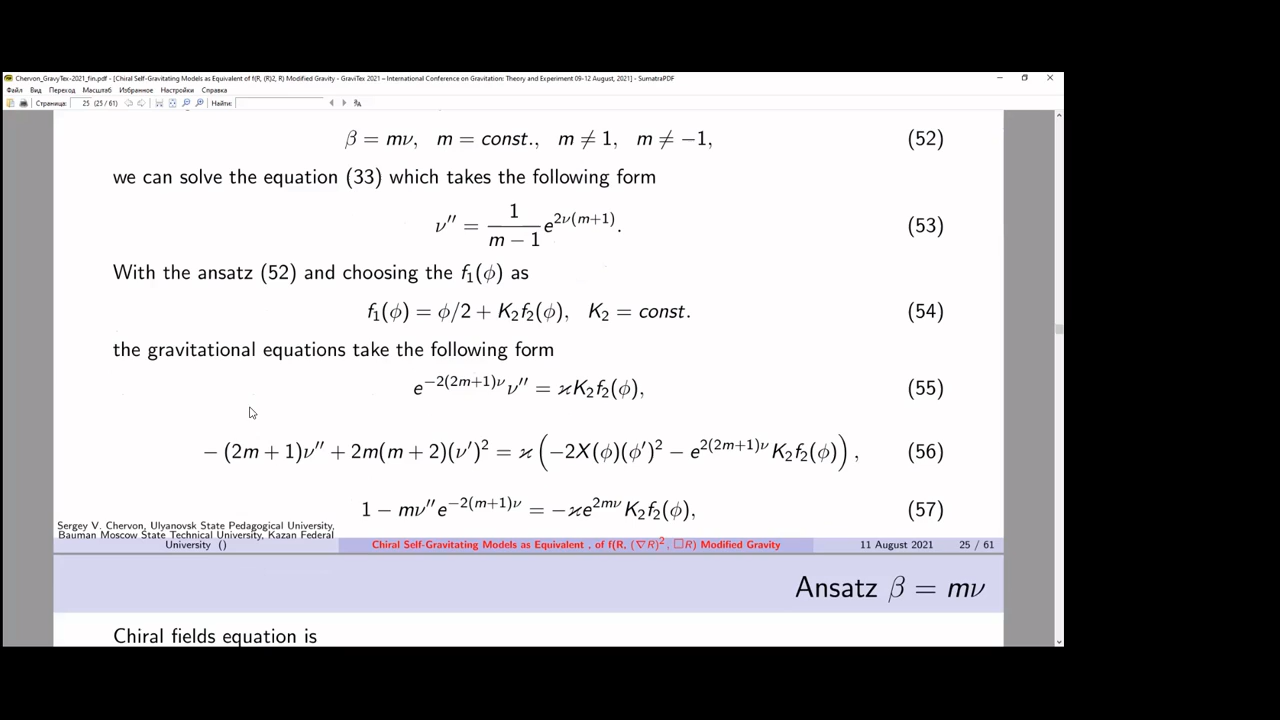 Chervon_GravyTex-2021_fin.pdf - [Chiral Self-Gravitating Models as Equivalent of f(R, (R)2, R) Modified Gravity - GraviTex 2021 – International Conference on Gravitation: Theory and Experiment 09-12 August, 2021] - SumatraPDF
Файл Вид Переход Масштаб Избранное Настройки Справка
Страница: 25 (25 / 61) Найти:
β = mν, m = const., m ≠ 1, m ≠ −1, (52)
we can solve the equation (33) which takes the following form
ν′′ = 1/(m − 1) e^{2ν(m+1)}. (53)
With the ansatz (52) and choosing the f₁(ϕ) as
f₁(ϕ) = ϕ/2 + K₂f₂(ϕ), K₂ = const. (54)
the gravitational equations take the following form
e^{−2(2m+1)ν}ν′′ = ϰK₂f₂(ϕ), (55)
− (2m + 1)ν′′ + 2m(m + 2)(ν′)² = ϰ (−2X(ϕ)(ϕ′)² − e^{2(2m+1)ν}K₂f₂(ϕ)) , (56)
1 − mν′′e^{−2(m+1)ν} = −ϰe^{2mν}K₂f₂(ϕ), (57)
Sergey V. Chervon, Ulyanovsk State Pedagogical University,
Bauman Moscow State Technical University, Kazan Federal
University () Chiral Self-Gravitating Models as Equivalent , of f(R, (∇R)², □R) Modified Gravity 11 August 2021 25 / 61
Ansatz β = mν
Chiral fields equation is